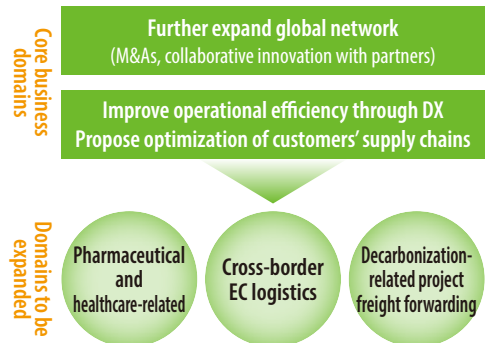 Core business
domains
Further expand global network
(M&As, collaborative innovation with partners)
Improve operational efficiency through DX
Propose optimization of customers' supply chains
Domains to be
expanded
Pharmaceutical
and
healthcare-related
Cross-border
EC logistics
Decarbonization-
related project
freight forwarding